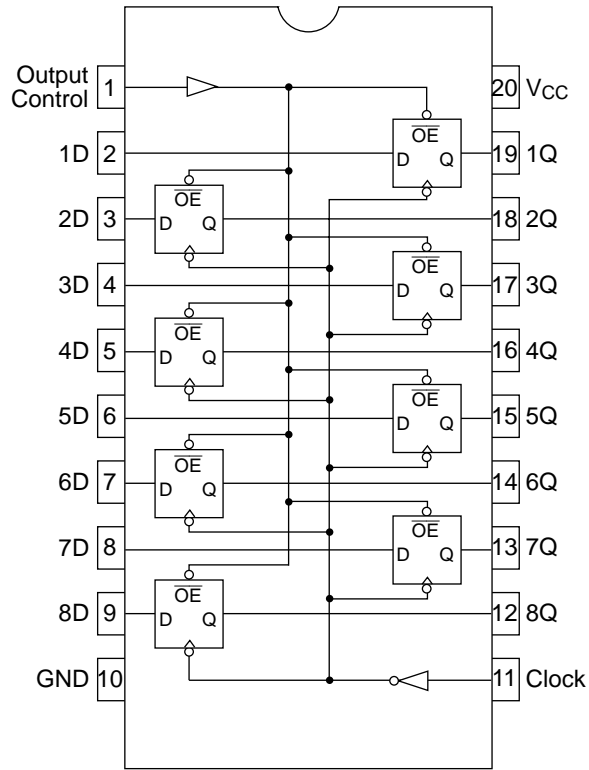 Output Control 1 20 VCC
1D 2 OE D Q 19 1Q
2D 3 OE D Q 18 2Q
3D 4 OE D Q 17 3Q
4D 5 OE D Q 16 4Q
5D 6 OE D Q 15 5Q
6D 7 OE D Q 14 6Q
7D 8 OE D Q 13 7Q
8D 9 OE D Q 12 8Q
GND 10 11 Clock